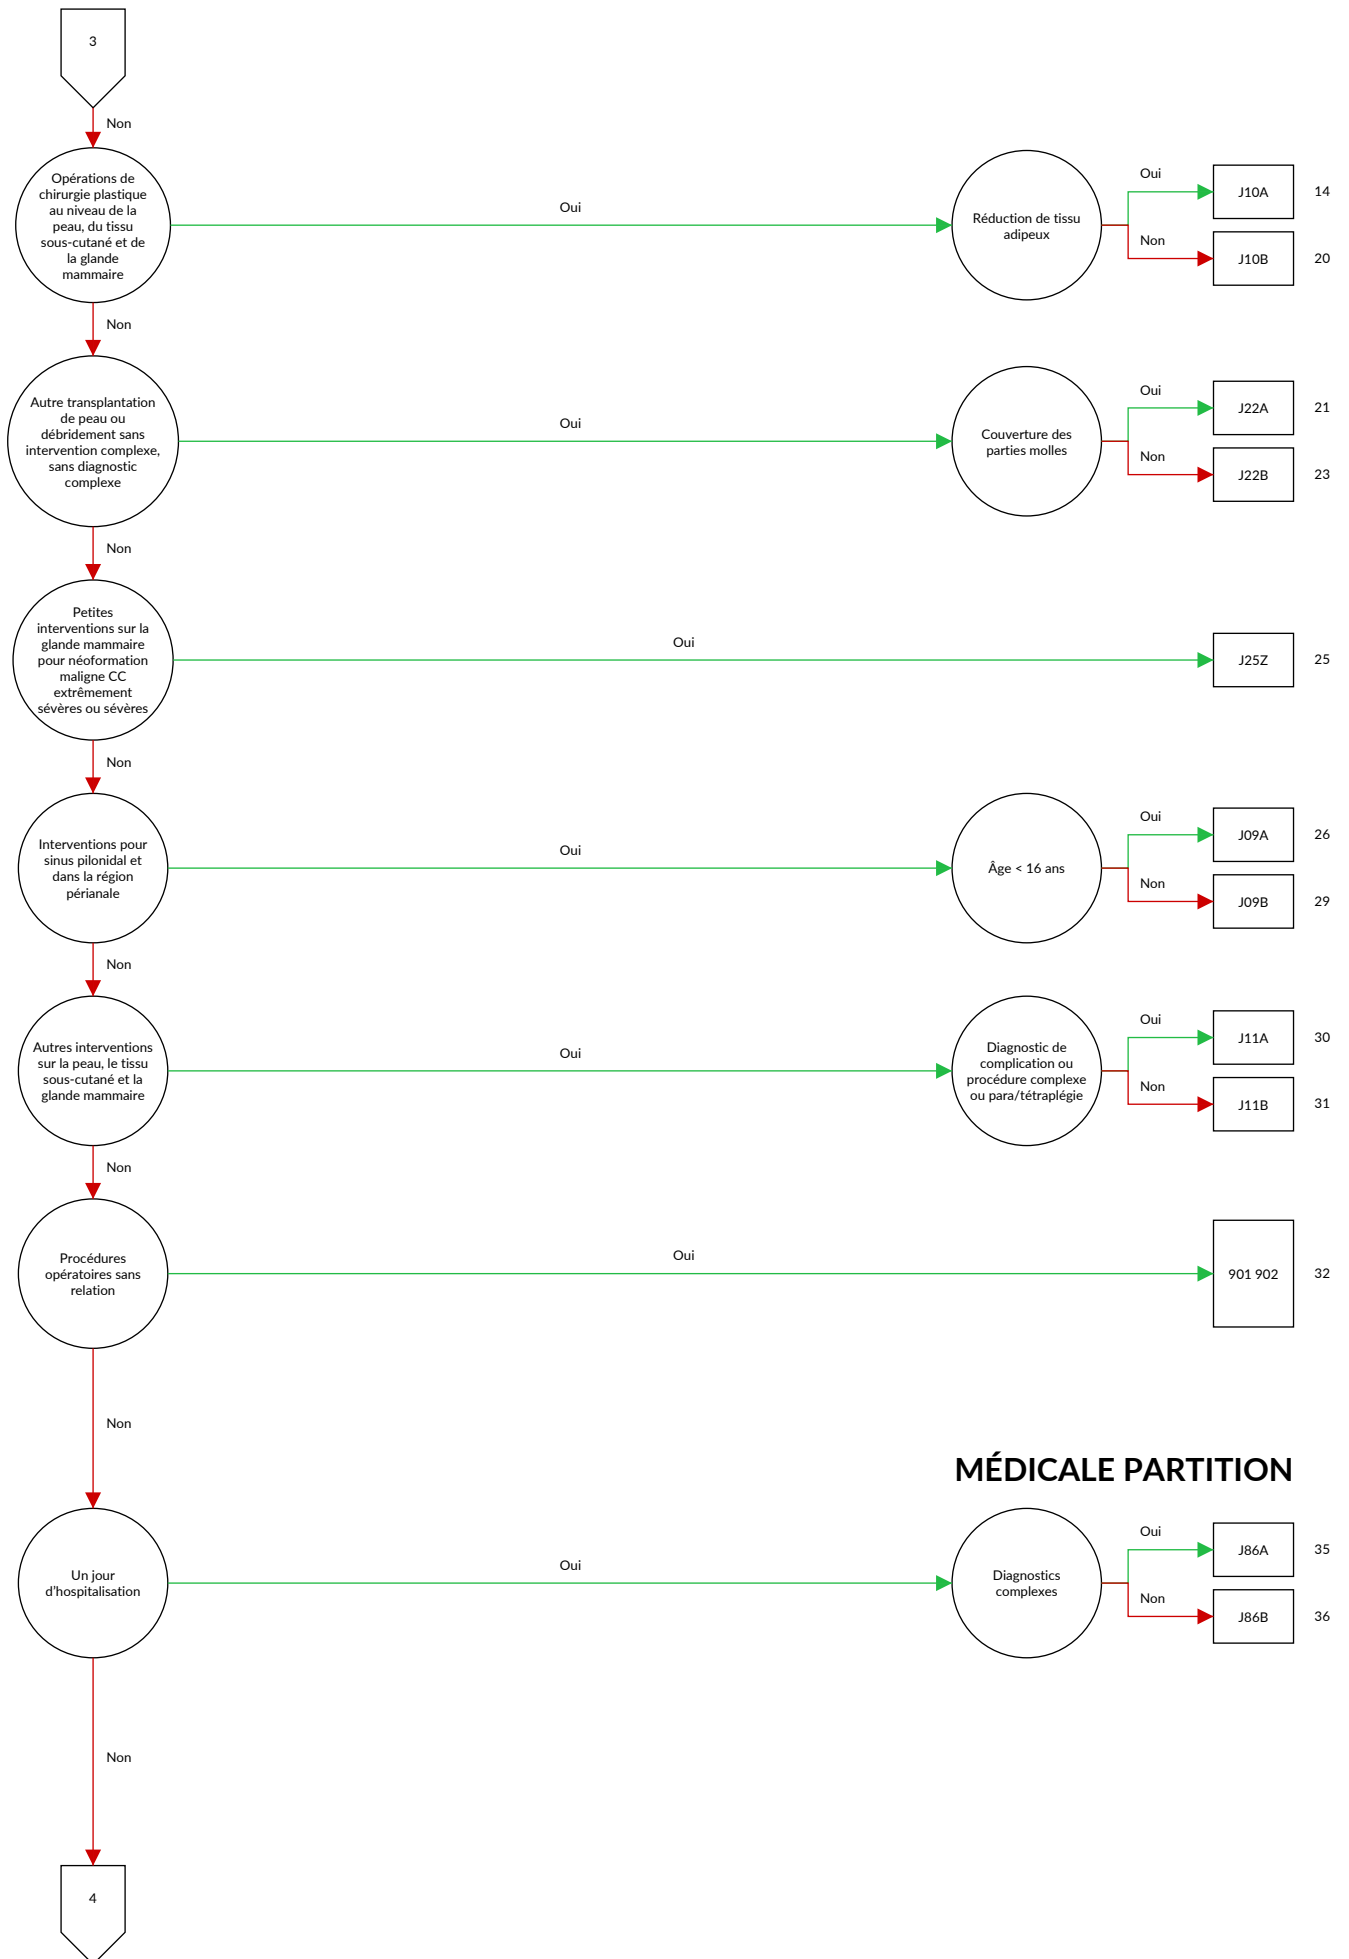 3
Non
Opérations de
chirurgie plastique
au niveau de la
peau, du tissu
sous-cutané et de
la glande
mammaire
Oui
Réduction de tissu
adipeux
Oui
J10A
14
Non
J10B
20
Non
Autre transplantation
de peau ou
débridement sans
intervention complexe,
sans diagnostic
complexe
Oui
Couverture des
parties molles
Oui
J22A
21
Non
J22B
23
Non
Petites
interventions sur la
glande mammaire
pour néoformation
maligne CC
extrêmement
sévères ou sévères
Oui
J25Z
25
Non
Interventions pour
sinus pilonidal et
dans la région
périanale
Oui
Âge < 16 ans
Oui
J09A
26
Non
J09B
29
Non
Autres interventions
sur la peau, le tissu
sous-cutané et la
glande mammaire
Oui
Diagnostic de
complication ou
procédure complexe
ou para/tétraplégie
Oui
J11A
30
Non
J11B
31
Non
Procédures
opératoires sans
relation
Oui
901 902
32
Non
MÉDICALE PARTITION
Un jour
d'hospitalisation
Oui
Diagnostics
complexes
Oui
J86A
35
Non
J86B
36
Non
4